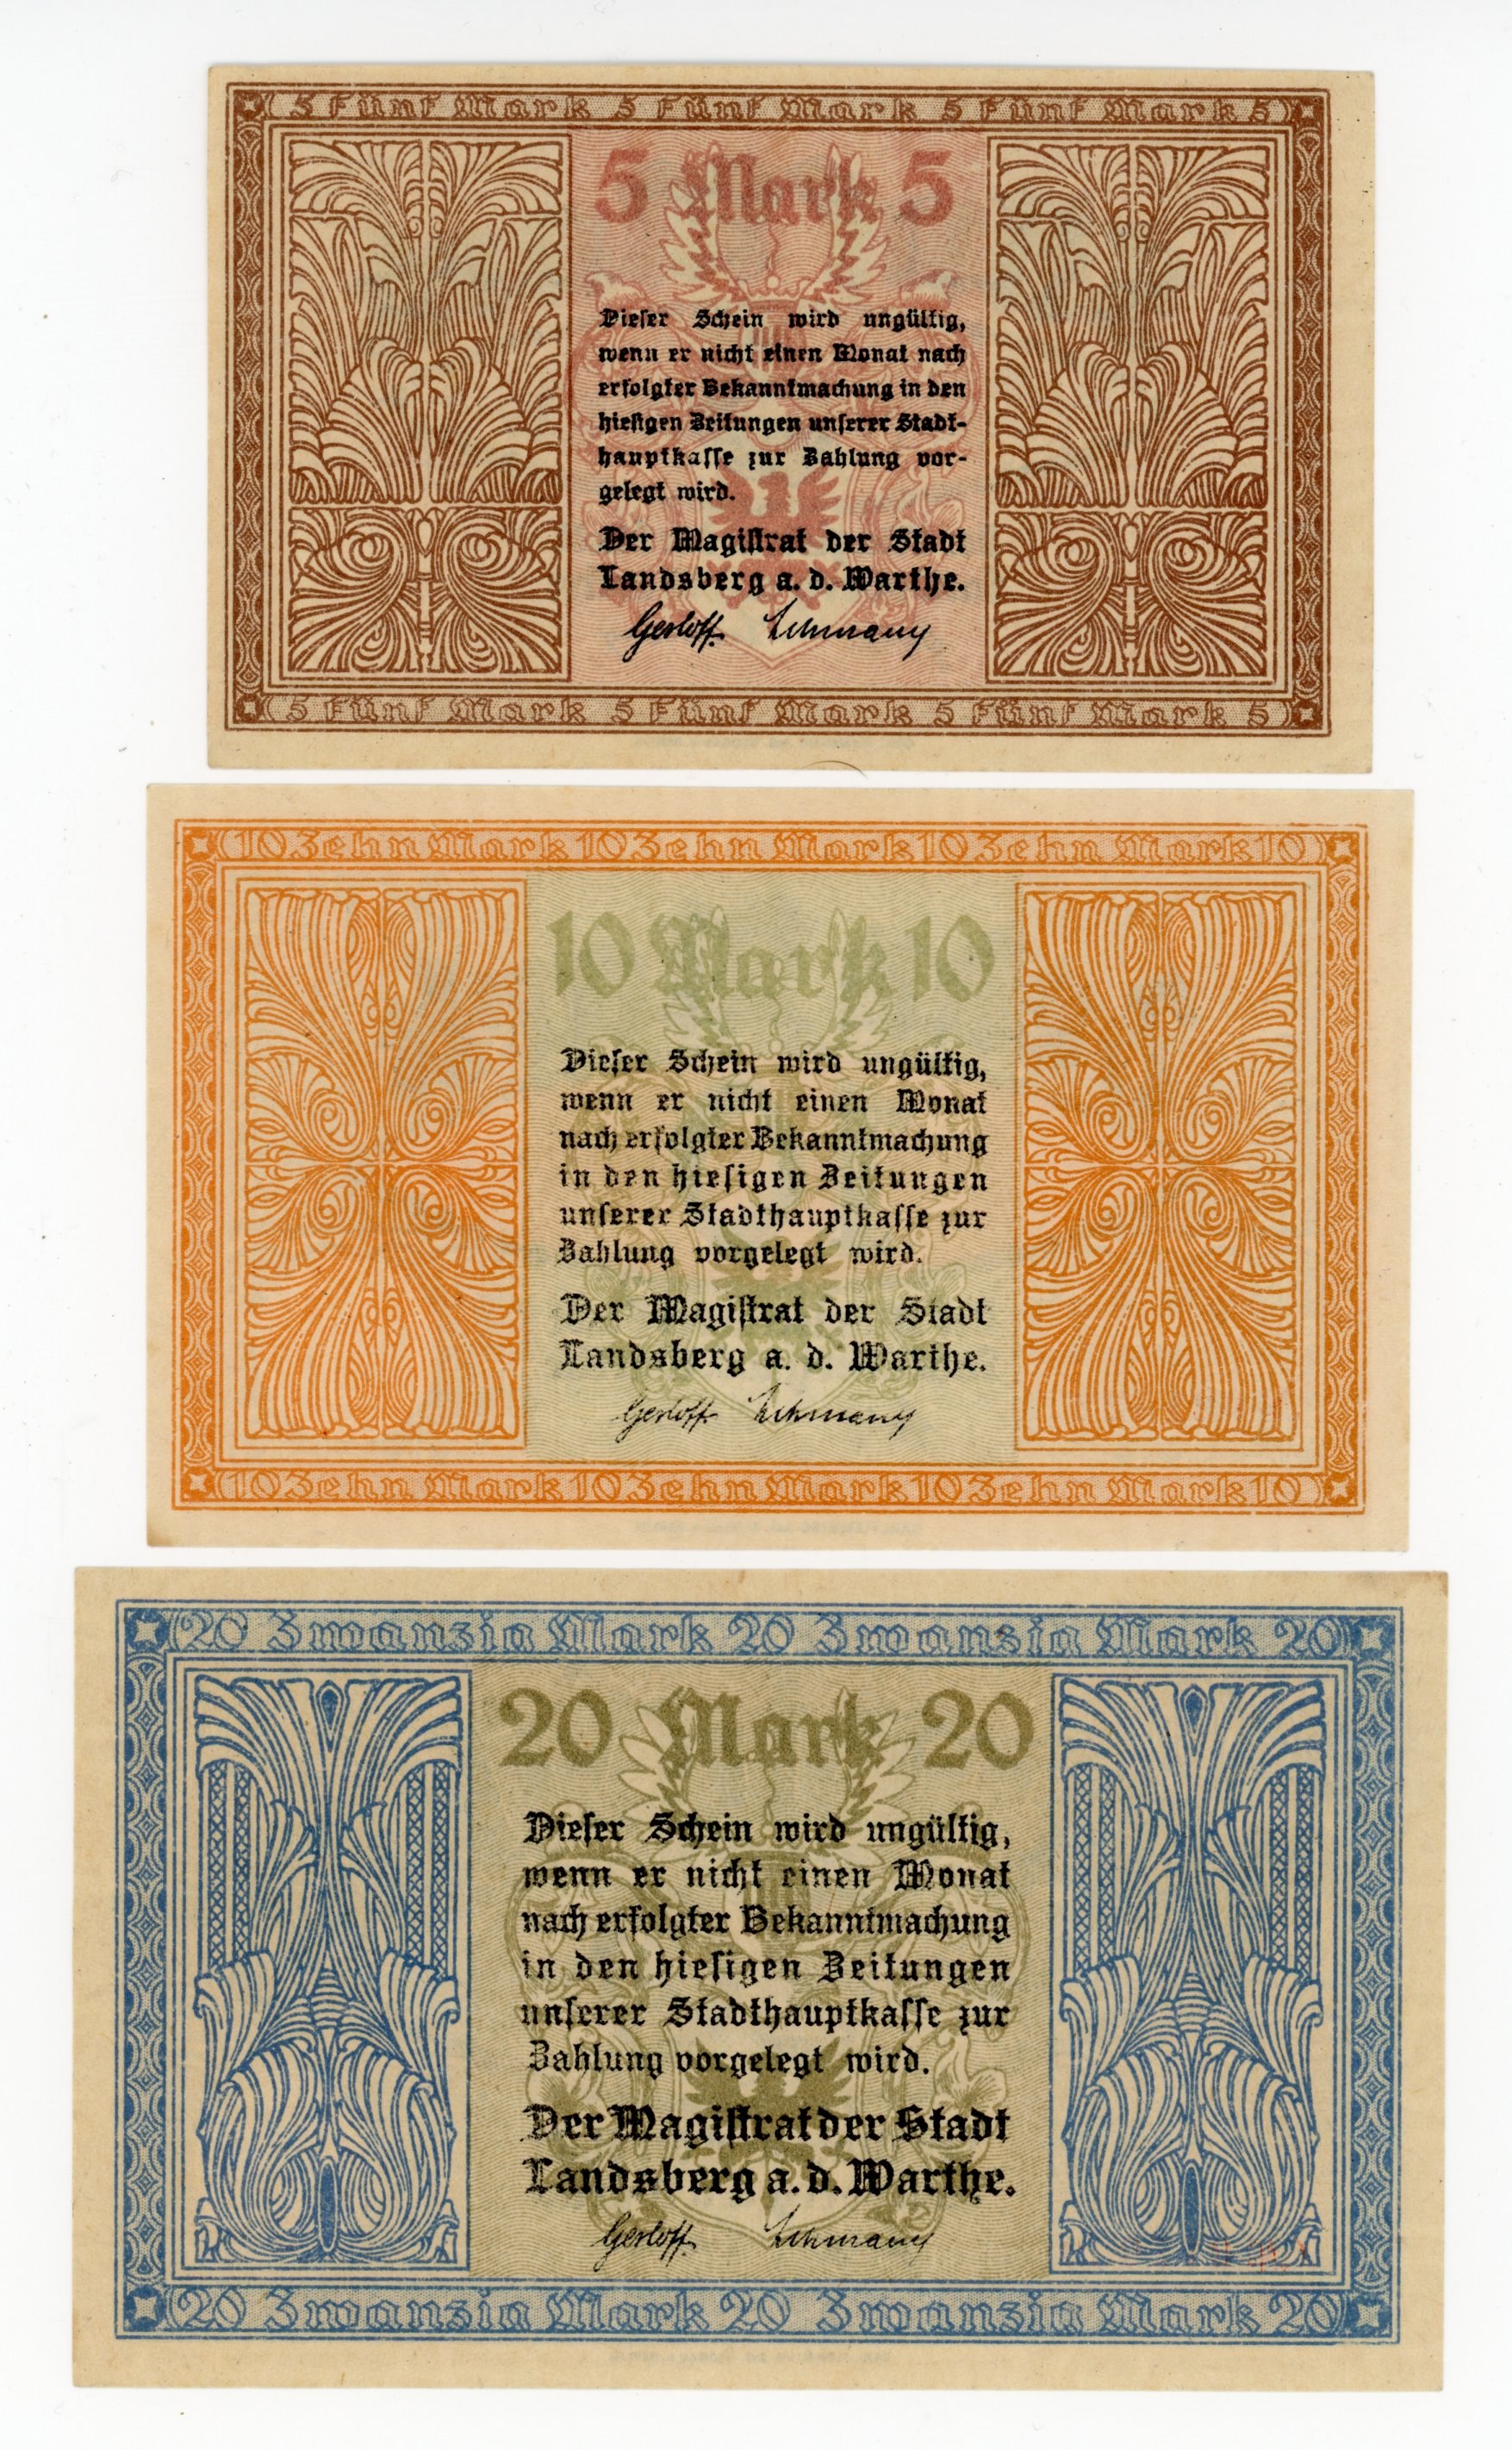 5 Fünf Mark 5 Fünf Mark 5 Fünf Mark 5
5 Mark 5
Dieser Schein wird ungültig,
wenn er nicht einen Monat nach
erfolgter Bekanntmachung in den
hiesigen Zeitungen unserer Stadt-
hauptkasse zur Zahlung vor-
gelegt wird.
Der Magistrat der Stadt
Landsberg a. d. Warthe.
Gerloff Lehmann
5 Fünf Mark 5 Fünf Mark 5 Fünf Mark 5
10 Zehn Mark 10 Zehn Mark 10 Zehn Mark 10
10 Mark 10
Dieser Schein wird ungültig,
wenn er nicht einen Monat
nach erfolgter Bekanntmachung
in den hiesigen Zeitungen
unserer Stadthauptkasse zur
Zahlung vorgelegt wird.
Der Magistrat der Stadt
Landsberg a. d. Warthe.
Gerloff Lehmann
10 Zehn Mark 10 Zehn Mark 10 Zehn Mark 10
20 Zwanzig Mark 20 Zwanzig Mark 20
20 Mark 20
Dieser Schein wird ungültig,
wenn er nicht einen Monat
nach erfolgter Bekanntmachung
in den hiesigen Zeitungen
unserer Stadthauptkasse zur
Zahlung vorgelegt wird.
Der Magistrat der Stadt
Landsberg a. d. Warthe.
Gerloff Lehmann
20 Zwanzig Mark 20 Zwanzig Mark 20